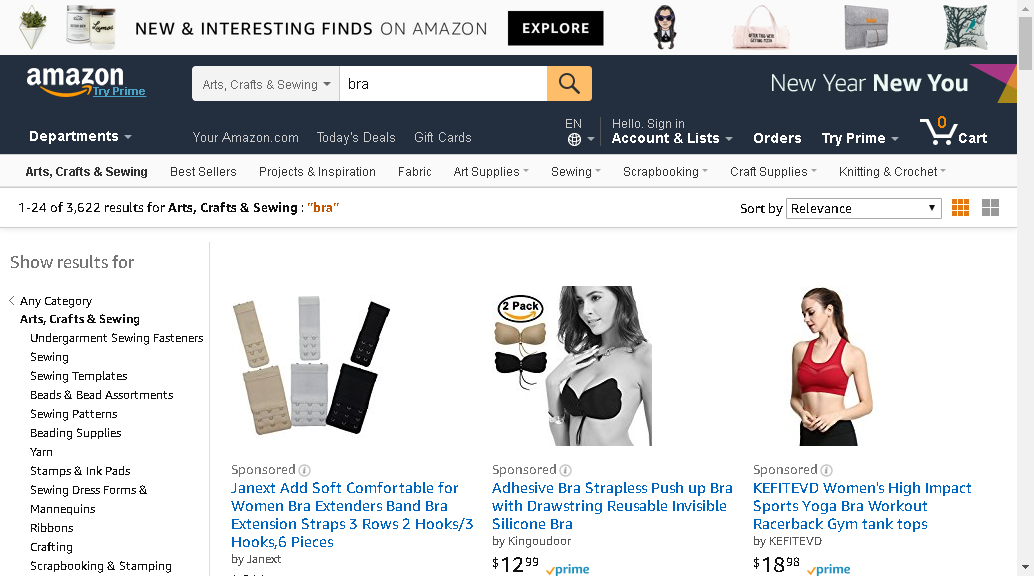 NEW & INTERESTING FINDS ON AMAZON
EXPLORE
amazon
Try Prime
Arts, Crafts & Sewing
bra
New Year New You
Departments
Your Amazon.com
Today's Deals
Gift Cards
EN
Hello. Sign in
Account & Lists
Orders
Try Prime
0
Cart
Arts, Crafts & Sewing
Best Sellers
Projects & Inspiration
Fabric
Art Supplies
Sewing
Scrapbooking
Craft Supplies
Knitting & Crochet
1-24 of 3,622 results for Arts, Crafts & Sewing : "bra"
Sort by
Relevance
Show results for
Any Category
Arts, Crafts & Sewing
Undergarment Sewing Fasteners
Sewing
Sewing Templates
Beads & Bead Assortments
Sewing Patterns
Beading Supplies
Yarn
Stamps & Ink Pads
Sewing Dress Forms &
Mannequins
Ribbons
Crafting
Scrapbooking & Stamping
Sponsored
Janext Add Soft Comfortable for
Women Bra Extenders Band Bra
Extension Straps 3 Rows 2 Hooks/3
Hooks,6 Pieces
by Janext
2 Pack
Sponsored
Adhesive Bra Strapless Push up Bra
with Drawstring Reusable Invisible
Silicone Bra
by Kingoudoor
$12.99
prime
Sponsored
KEFITEVD Women's High Impact
Sports Yoga Bra Workout
Racerback Gym tank tops
by KEFITEVD
$18.98
prime